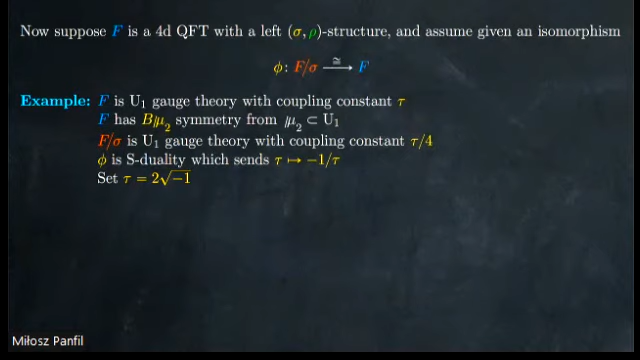 Now suppose F is a 4d QFT with a left (σ, ρ)-structure, and assume given an isomorphism
ϕ: F/σ ≅⟶ F
Example: F is U₁ gauge theory with coupling constant τ
F has Bμ₂ symmetry from μ₂ ⊂ U₁
F/σ is U₁ gauge theory with coupling constant τ/4
ϕ is S-duality which sends τ ↦ −1/τ
Set τ = 2√−1
Miłosz Panfil